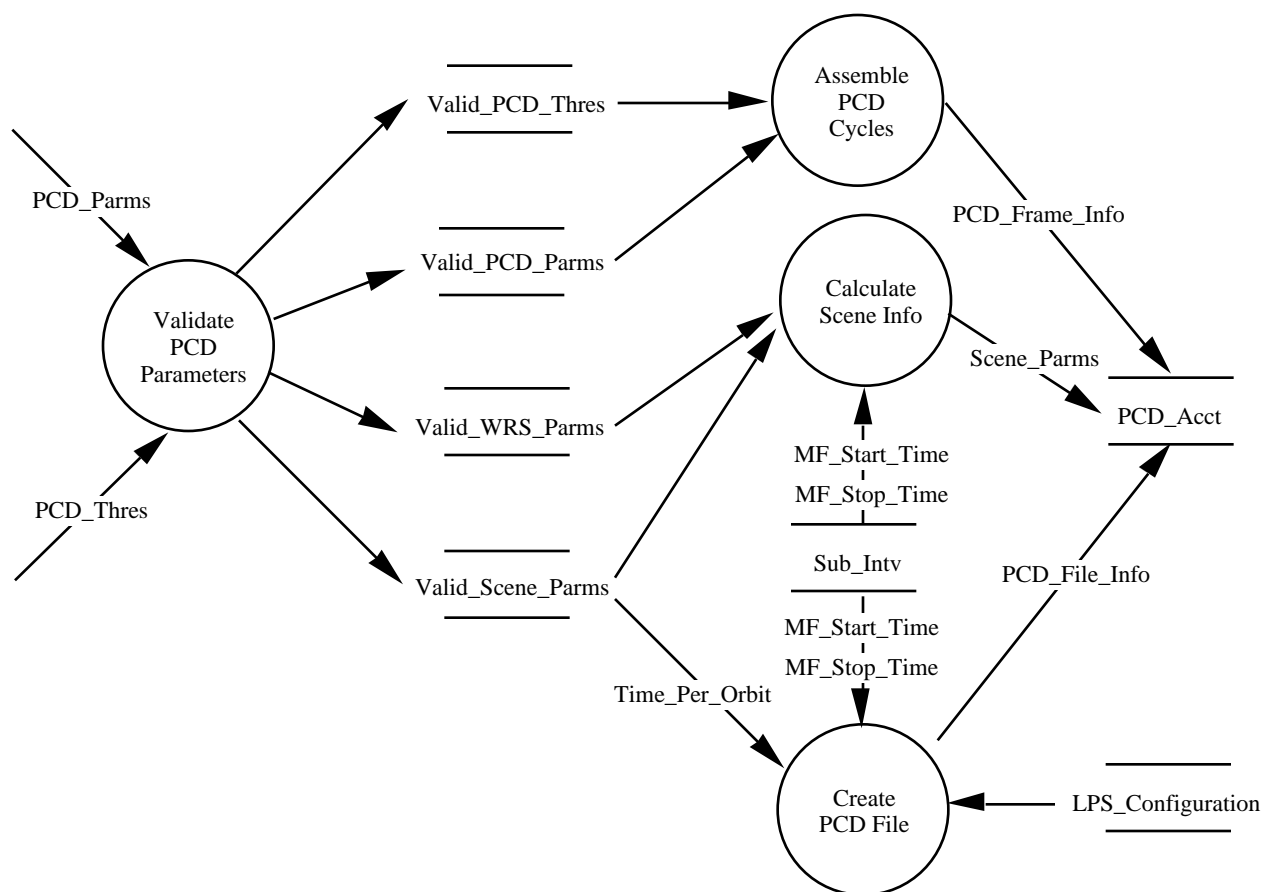 Assemble
PCD
Cycles
Valid_PCD_Thres
PCD_Parms
PCD_Frame_Info
Valid_PCD_Parms
Calculate
Scene Info
Validate
PCD
Parameters
Scene_Parms
PCD_Acct
Valid_WRS_Parms
MF_Start_Time
MF_Stop_Time
PCD_Thres
Sub_Intv
PCD_File_Info
Valid_Scene_Parms
MF_Start_Time
MF_Stop_Time
Time_Per_Orbit
Create
PCD File
LPS_Configuration